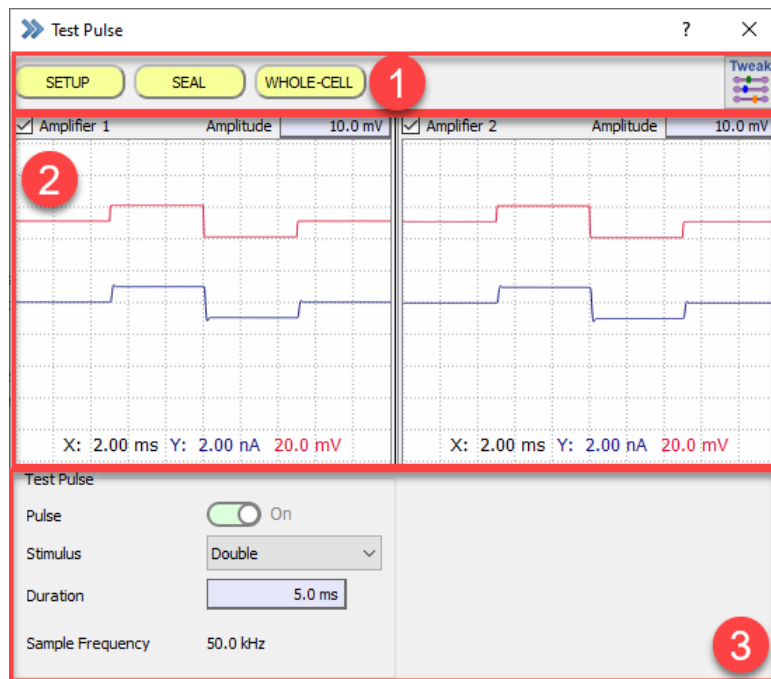 Test Pulse ? ×
SETUP SEAL WHOLE-CELL 1 Tweak
Amplifier 1 Amplitude 10.0 mV Amplifier 2 Amplitude 10.0 mV
2
X: 2.00 ms Y: 2.00 nA 20.0 mV X: 2.00 ms Y: 2.00 nA 20.0 mV
Test Pulse
Pulse On
Stimulus Double
Duration 5.0 ms
Sample Frequency 50.0 kHz
3